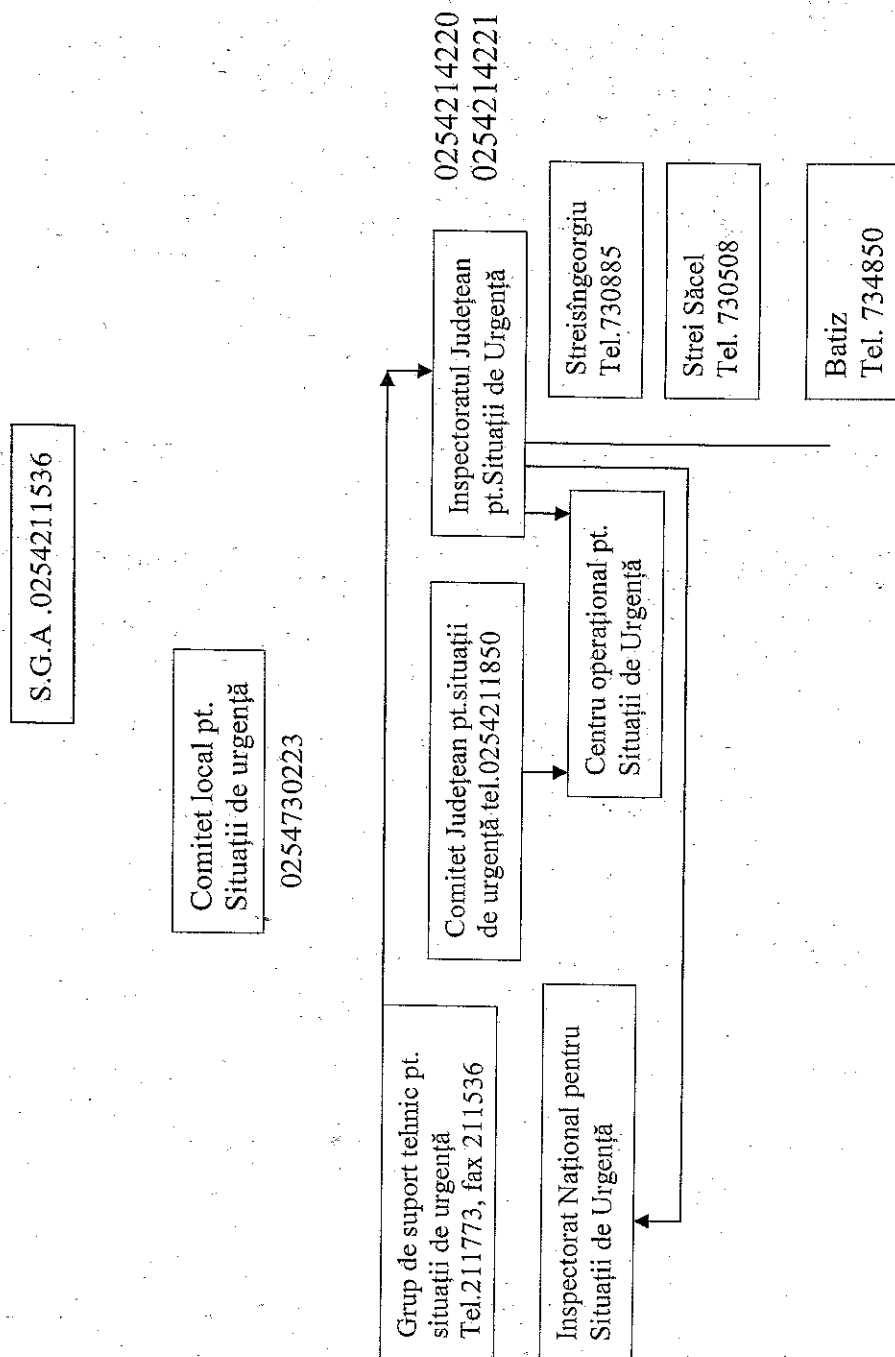 S.G.A .0254211536
Comitet local pt.
Situații de urgență
0254730223
Grup de suport tehnic pt.
situații de urgență
Tel.211773, fax 211536
Comitet Județean pt.situații
de urgență tel.0254211850
Inspectoratul Județean
pt.Situații de Urgență
0254214220
0254214221
Inspectorat Național pentru
Situații de Urgență
Centru operațional pt.
Situații de Urgență
Streisîngeorgiu
Tel.730885
Strei Săcel
Tel. 730508
Batiz
Tel. 734850